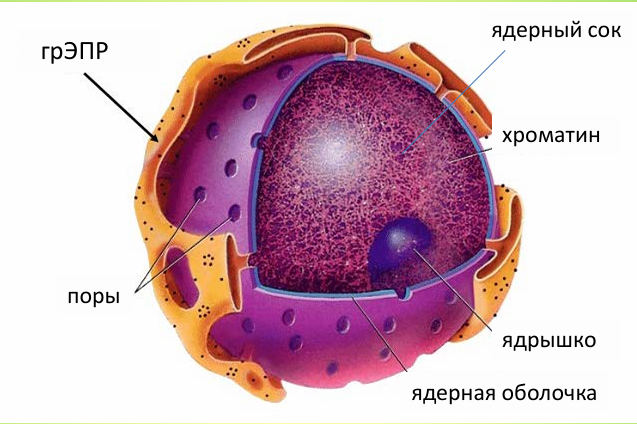 ядерный сок
грЭПР
хроматин
поры
ядрышко
ядерная оболочка